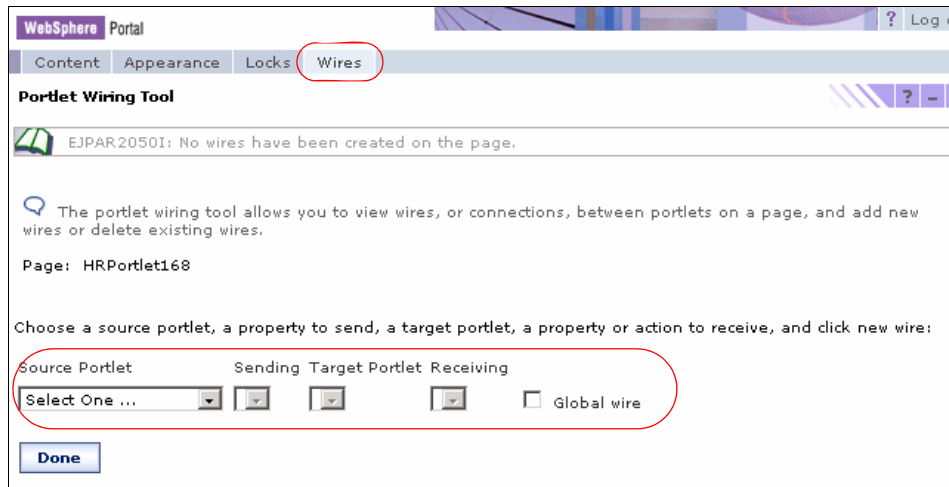 WebSphere Portal
? Log
Content Appearance Locks Wires
Portlet Wiring Tool
?
EJPAR2050I: No wires have been created on the page.
The portlet wiring tool allows you to view wires, or connections, between portlets on a page, and add new
wires or delete existing wires.
Page: HRPortlet168
Choose a source portlet, a property to send, a target portlet, a property or action to receive, and click new wire:
Source Portlet Sending Target Portlet Receiving
Select One ... Global wire
Done